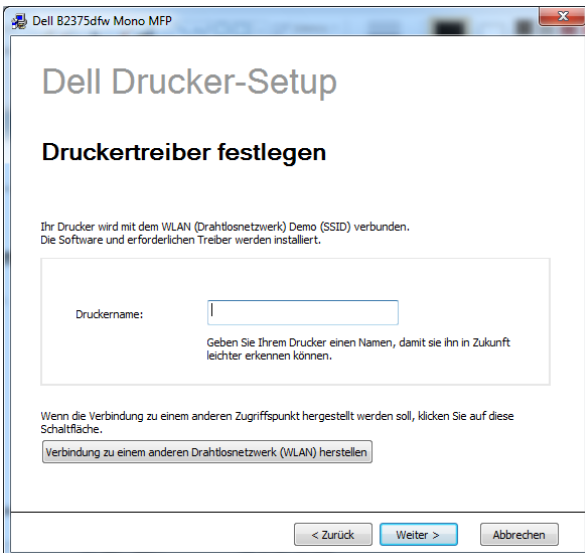 Dell B2375dfw Mono MFP
Dell Drucker-Setup
Druckertreiber festlegen
Ihr Drucker wird mit dem WLAN (Drahtlosnetzwerk) Demo (SSID) verbunden.
Die Software und erforderlichen Treiber werden installiert.
Druckername:
Geben Sie Ihrem Drucker einen Namen, damit sie ihn in Zukunft
leichter erkennen können.
Wenn die Verbindung zu einem anderen Zugriffspunkt hergestellt werden soll, klicken Sie auf diese
Schaltfläche.
Verbindung zu einem anderen Drahtlosnetzwerk (WLAN) herstellen
< Zurück Weiter > Abbrechen